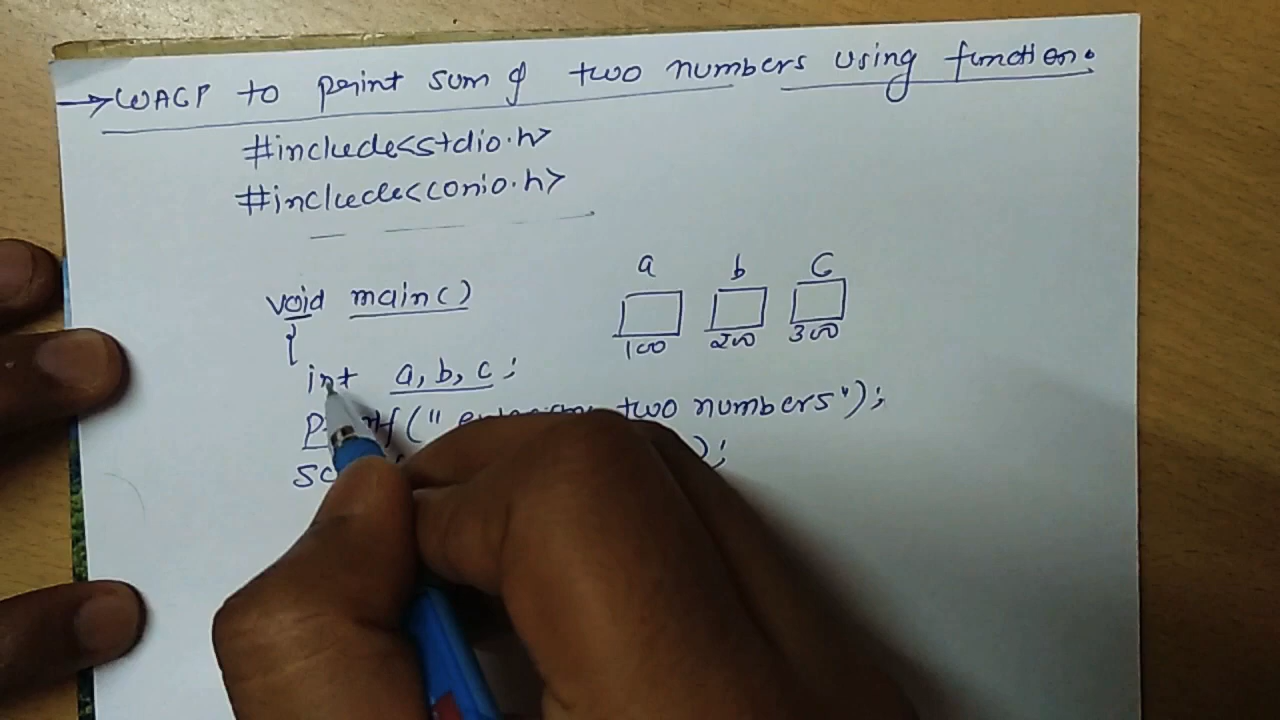 → WACP to print sum of two numbers using function.
#include<stdio.h>
#include<conio.h>
void main()
{
a b C
100 200 300
int a, b, c ;
(" two numbers");
);